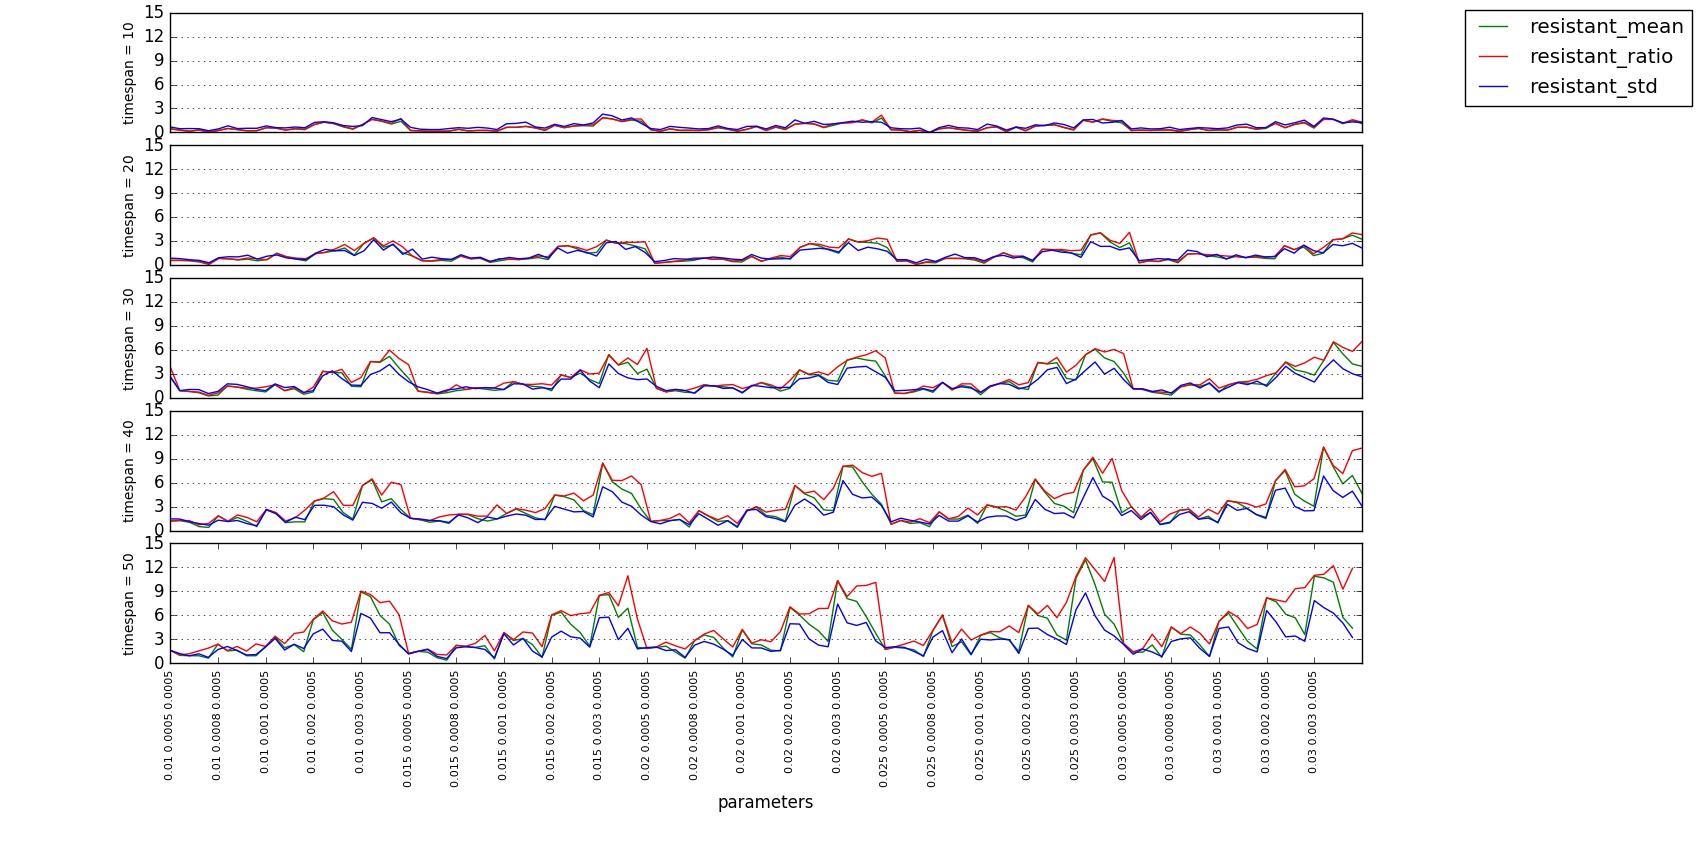 resistant_mean
resistant_ratio
resistant_std
timespan = 10
15
12
9
6
3
0
timespan = 20
15
12
9
6
3
0
timespan = 30
15
12
9
6
3
0
timespan = 40
15
12
9
6
3
0
timespan = 50
15
12
9
6
3
0
0.01 0.0005 0.0005
0.01 0.0008 0.0005
0.01 0.001 0.0005
0.01 0.002 0.0005
0.01 0.003 0.0005
0.015 0.0005 0.0005
0.015 0.0008 0.0005
0.015 0.001 0.0005
0.015 0.002 0.0005
0.015 0.003 0.0005
0.02 0.0005 0.0005
0.02 0.0008 0.0005
0.02 0.001 0.0005
0.02 0.002 0.0005
0.02 0.003 0.0005
0.025 0.0005 0.0005
0.025 0.0008 0.0005
0.025 0.001 0.0005
0.025 0.002 0.0005
0.025 0.003 0.0005
0.03 0.0005 0.0005
0.03 0.0008 0.0005
0.03 0.001 0.0005
0.03 0.002 0.0005
0.03 0.003 0.0005
parameters